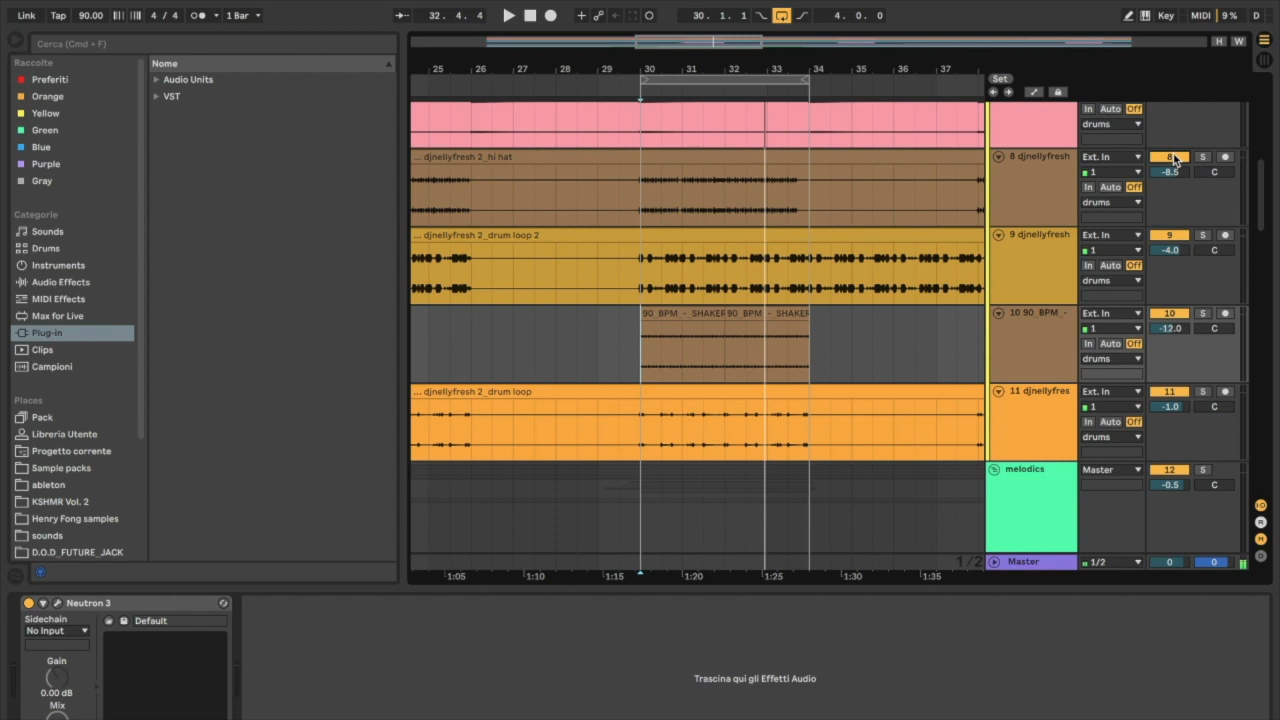 Link Tap 90.00 4 / 4 1 Bar 32. 4. 4 30. 1. 1 4. 0. 0 Key MIDI 9 % D
Cerca (Cmd + F)
H W
Raccolte
Preferiti
Orange
Yellow
Green
Blue
Purple
Gray
Categorie
Sounds
Drums
Instruments
Audio Effects
MIDI Effects
Max for Live
Plug-in
Clips
Campioni
Places
Pack
Libreria Utente
Progetto corrente
Sample packs
ableton
KSHMR Vol. 2
Henry Fong samples
sounds
D.O.D_FUTURE_JACK
Nome
Audio Units
VST
25 26 27 28 29 30 31 32 33 34 35 36 37
Set
In Auto Off
drums
... djnellyfresh 2_hi hat
8 djnellyfresh Ext. In 8 S
1 -8.5 C
In Auto Off
drums
... djnellyfresh 2_drum loop 2
9 djnellyfresh Ext. In 9 S
1 -4.0 C
In Auto Off
drums
90_BPM_-_SHAKER 90_BPM_-_SHAKER
10 90_BPM_- Ext. In 10 S
1 -12.0 C
In Auto Off
drums
... djnellyfresh 2_drum loop
11 djnellyfres Ext. In 11 S
1 -1.0 C
In Auto Off
drums
melodics Master 12 S
-0.5 C
1/2 Master 1/2 0 0
1:05 1:10 1:15 1:20 1:25 1:30 1:35
IO
R
M
D
Neutron 3
Sidechain
No Input
Default
Gain
0.00 dB
Mix
Trascina qui gli Effetti Audio